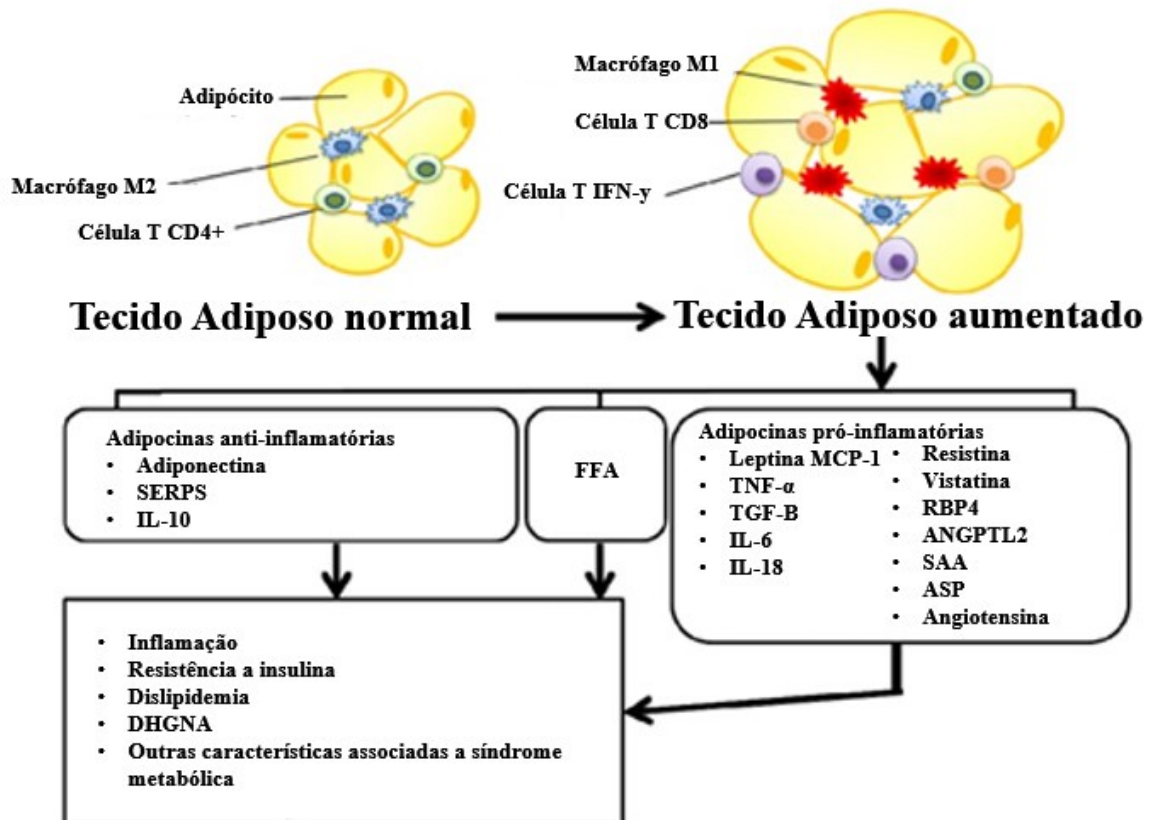 Adipócito
Macrófago M2
Célula T CD4+
Macrófago M1
Célula T CD8
Célula T IFN-y
Tecido Adiposo normal
Tecido Adiposo aumentado
Adipocinas anti-inflamatórias
• Adiponectina
• SERPS
• IL-10
FFA
Adipocinas pró-inflamatórias
• Leptina MCP-1
• TNF-α
• TGF-B
• IL-6
• IL-18
• Resistina
• Vistatina
• RBP4
• ANGPTL2
• SAA
• ASP
• Angiotensina
• Inflamação
• Resistência a insulina
• Dislipidemia
• DHGNA
• Outras características associadas a síndrome
metabólica